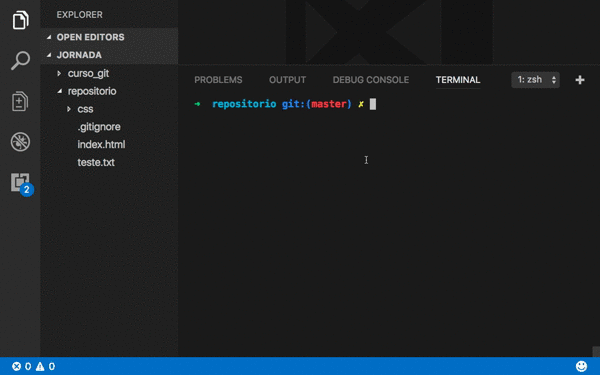 EXPLORER
OPEN EDITORS
JORNADA
curso_git
repositorio
css
.gitignore
index.html
teste.txt
2
PROBLEMS OUTPUT DEBUG CONSOLE TERMINAL 1: zsh
➜ repositorio git:(master) ✗
0 0